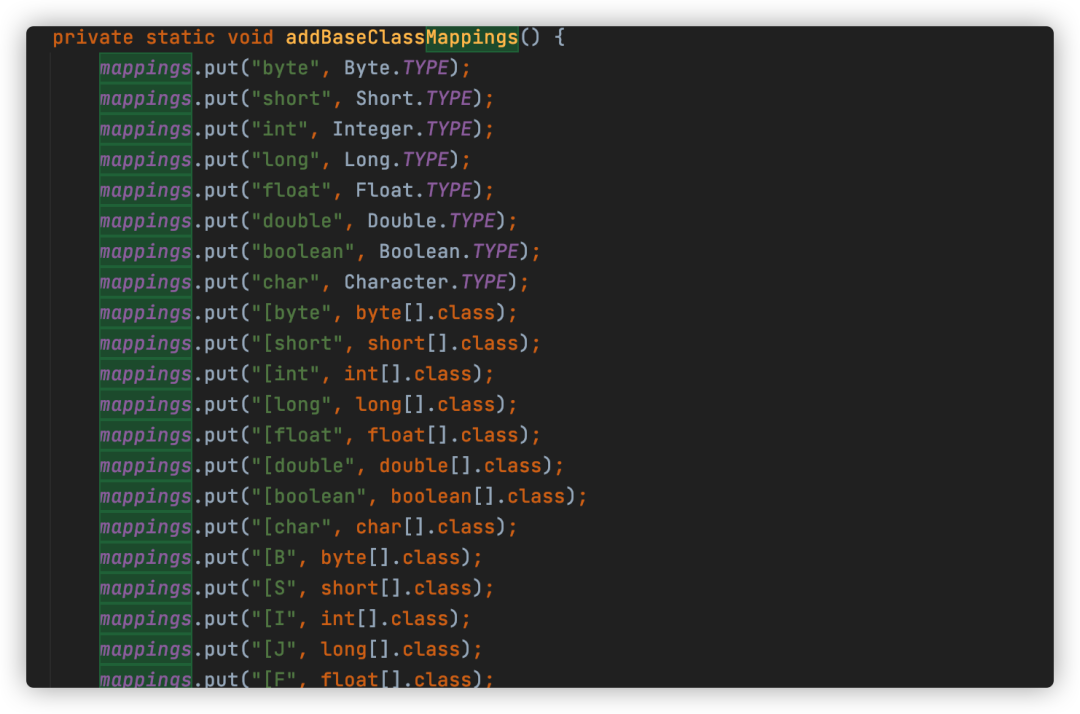 private static void addBaseClassMappings() {
mappings.put("byte", Byte.TYPE);
mappings.put("short", Short.TYPE);
mappings.put("int", Integer.TYPE);
mappings.put("long", Long.TYPE);
mappings.put("float", Float.TYPE);
mappings.put("double", Double.TYPE);
mappings.put("boolean", Boolean.TYPE);
mappings.put("char", Character.TYPE);
mappings.put("[byte", byte[].class);
mappings.put("[short", short[].class);
mappings.put("[int", int[].class);
mappings.put("[long", long[].class);
mappings.put("[float", float[].class);
mappings.put("[double", double[].class);
mappings.put("[boolean", boolean[].class);
mappings.put("[char", char[].class);
mappings.put("[B", byte[].class);
mappings.put("[S", short[].class);
mappings.put("[I", int[].class);
mappings.put("[J", long[].class);
mappings.put("[F", float[].class);